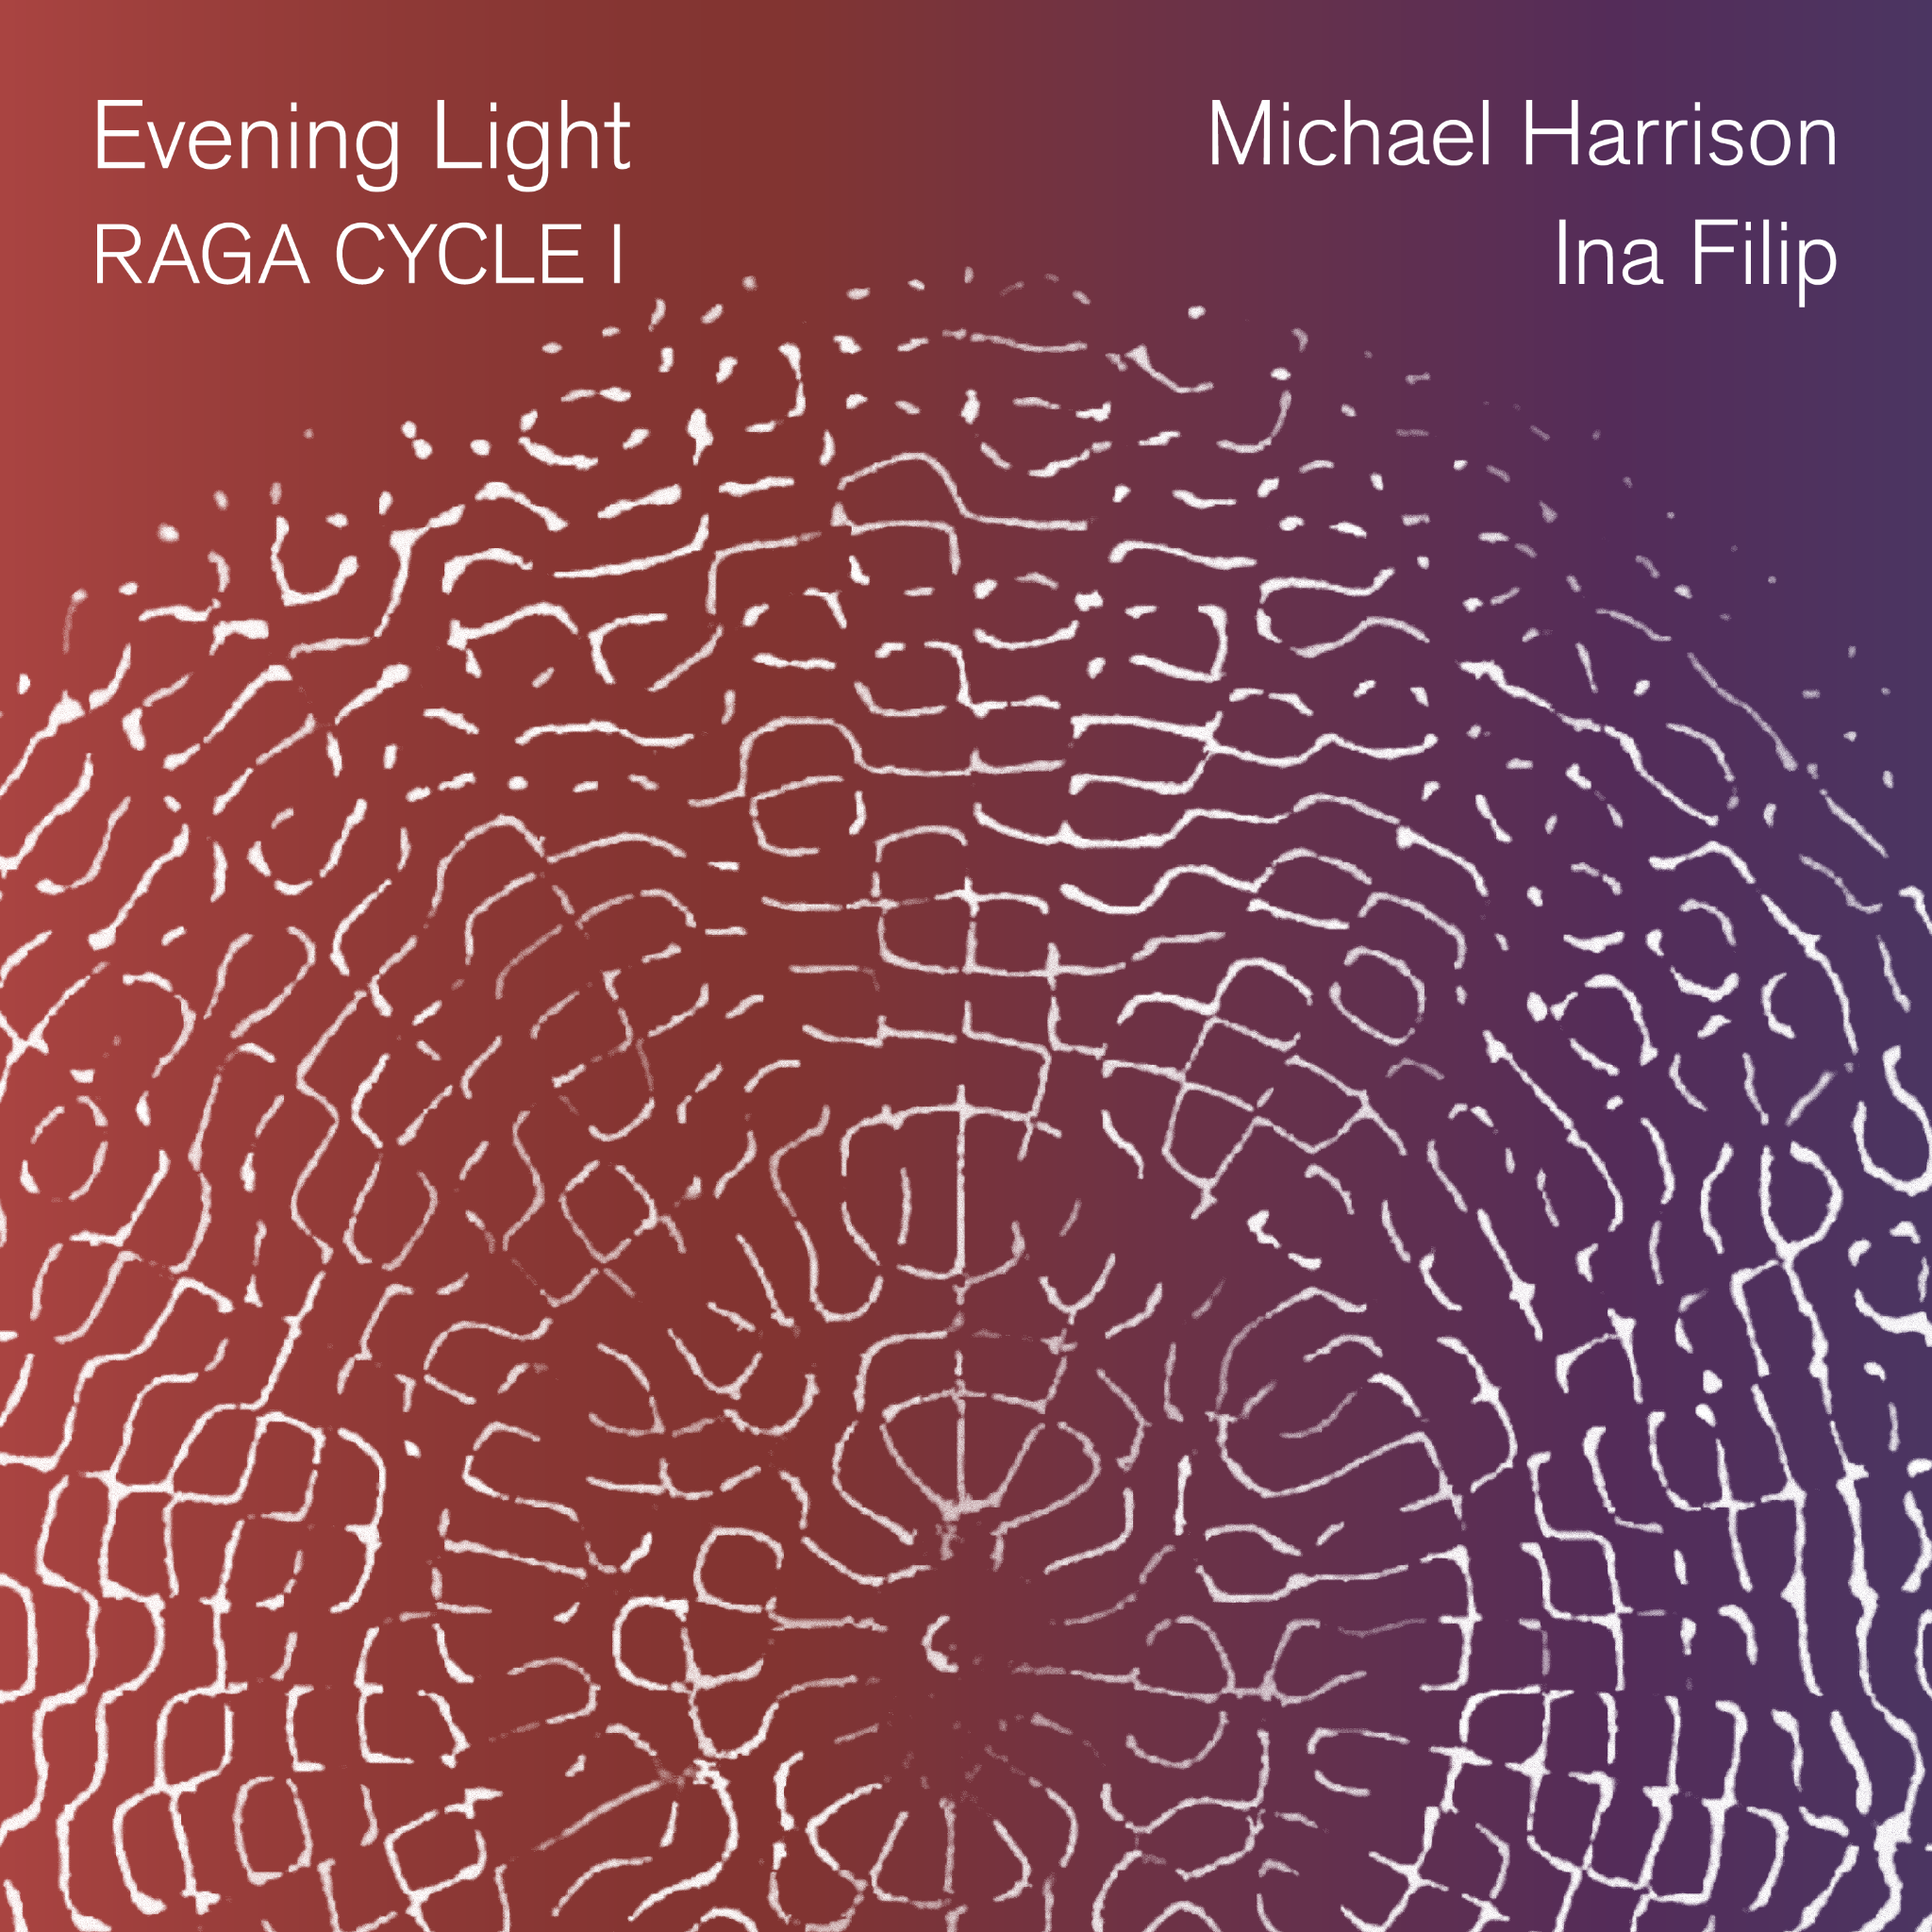 Evening Light
RAGA CYCLE I
Michael Harrison
Ina Filip